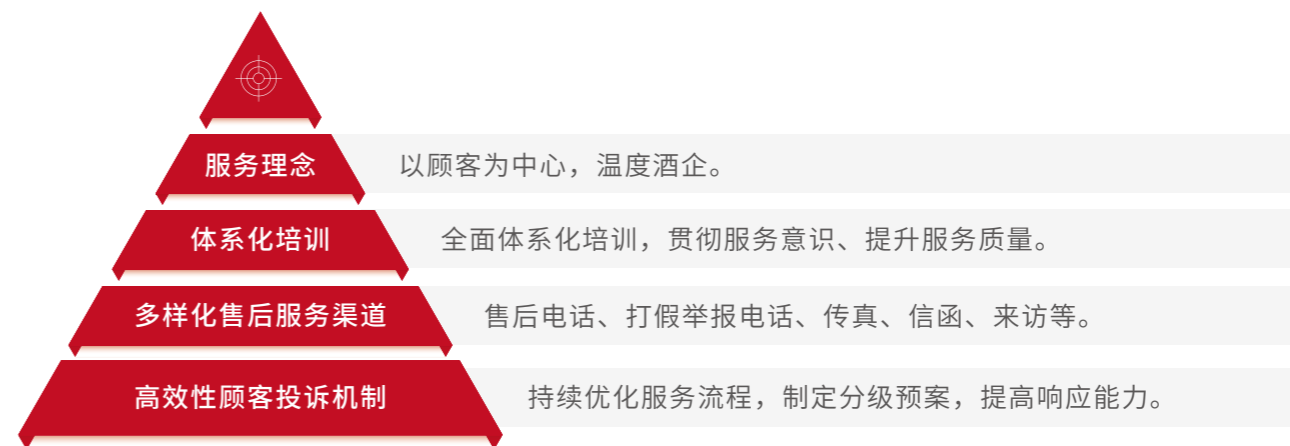 服务理念
以顾客为中心，温度酒企。
体系化培训
全面体系化培训，贯彻服务意识、提升服务质量。
多样化售后服务渠道
售后电话、打假举报电话、传真、信函、来访等。
高效性顾客投诉机制
持续优化服务流程，制定分级预案，提高响应能力。